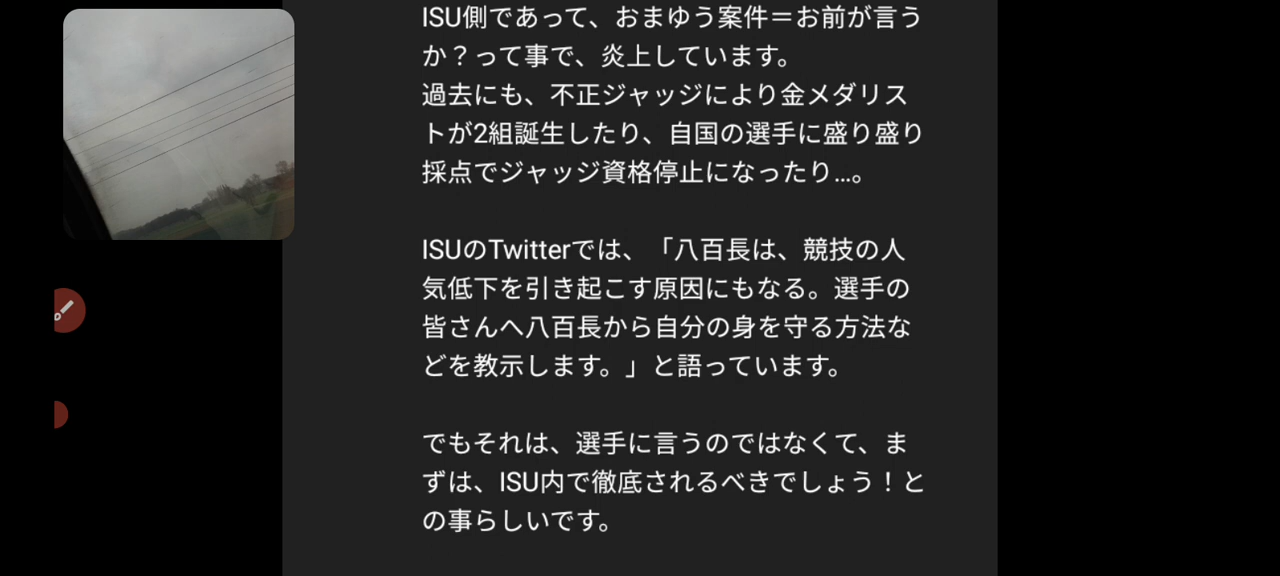 ISU側であって、おまゆう案件＝お前が言う
か？って事で、炎上しています。
過去にも、不正ジャッジにより金メダリス
トが2組誕生したり、自国の選手に盛り盛り
採点でジャッジ資格停止になったり…。
ISUのTwitterでは、「八百長は、競技の人
気低下を引き起こす原因にもなる。選手の
皆さんへ八百長から自分の身を守る方法な
どを教示します。」と語っています。
でもそれは、選手に言うのではなくて、ま
ずは、ISU内で徹底されるべきでしょう！と
の事らしいです。